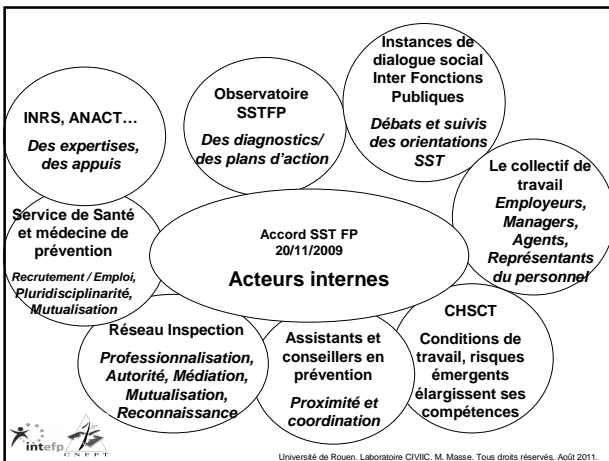 Instances de
dialogue social
Inter Fonctions
Publiques
Débats et suivis
des orientations
SST
Observatoire
SSTFP
Des diagnostics/
des plans d'action
INRS, ANACT…
Des expertises,
des appuis
Le collectif de
travail
Employeurs,
Managers,
Agents,
Représentants
du personnel
Service de Santé
et médecine de
prévention
Recrutement / Emploi,
Pluridisciplinarité,
Mutualisation
Accord SST FP
20/11/2009
Acteurs internes
CHSCT
Conditions de
travail, risques
émergents
élargissent ses
compétences
Réseau Inspection
Professionnalisation,
Autorité, Médiation,
Mutualisation,
Reconnaissance
Assistants et
conseillers en
prévention
Proximité et
coordination
intefp
CNFPT
Université de Rouen. Laboratoire CIVIIC. M. Masse. Tous droits réservés. Août 2011.